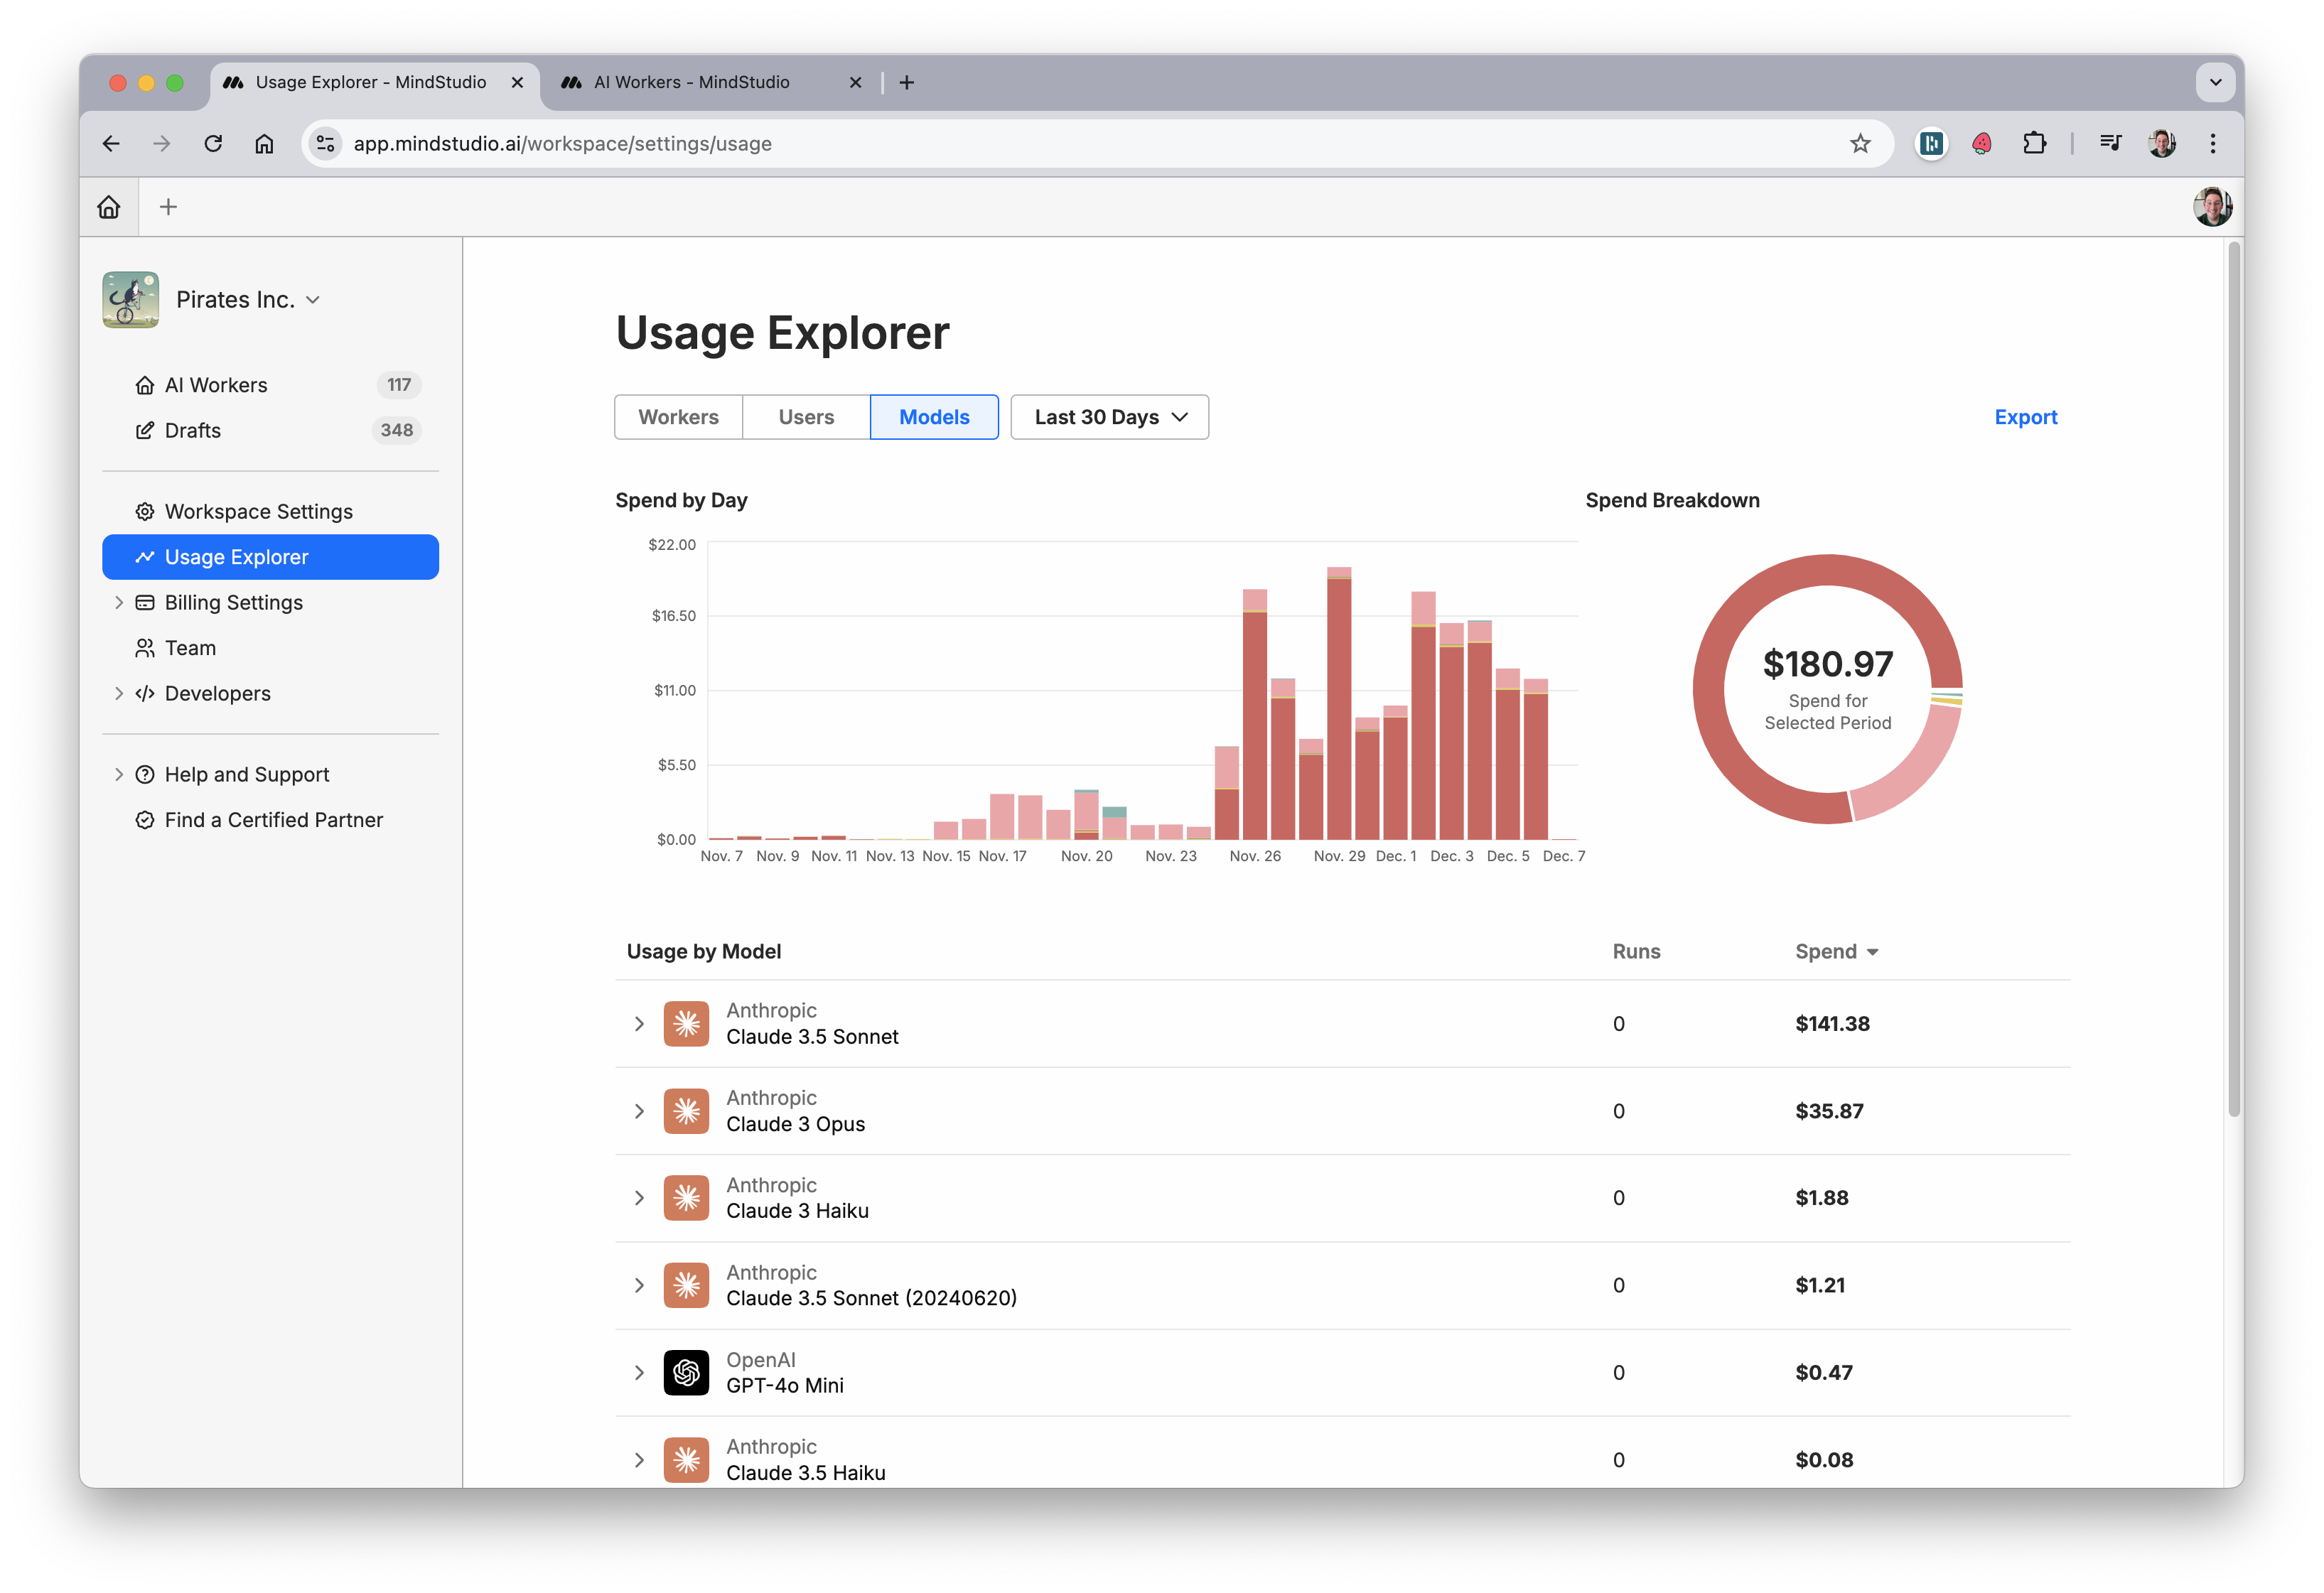 Usage Explorer - MindStudio
AI Workers - MindStudio
app.mindstudio.ai/workspace/settings/usage
Pirates Inc.
AI Workers 117
Drafts 348
Workspace Settings
Usage Explorer
Billing Settings
Team
Developers
Help and Support
Find a Certified Partner
Usage Explorer
Workers Users Models Last 30 Days Export
Spend by Day
$22.00
$16.50
$11.00
$5.50
$0.00
Nov. 7 Nov. 9 Nov. 11 Nov. 13 Nov. 15 Nov. 17 Nov. 20 Nov. 23 Nov. 26 Nov. 29 Dec. 1 Dec. 3 Dec. 5 Dec. 7
Spend Breakdown
$180.97
Spend for
Selected Period
Usage by Model Runs Spend
Anthropic
Claude 3.5 Sonnet 0 $141.38
Anthropic
Claude 3 Opus 0 $35.87
Anthropic
Claude 3 Haiku 0 $1.88
Anthropic
Claude 3.5 Sonnet (20240620) 0 $1.21
OpenAI
GPT-4o Mini 0 $0.47
Anthropic
Claude 3.5 Haiku 0 $0.08